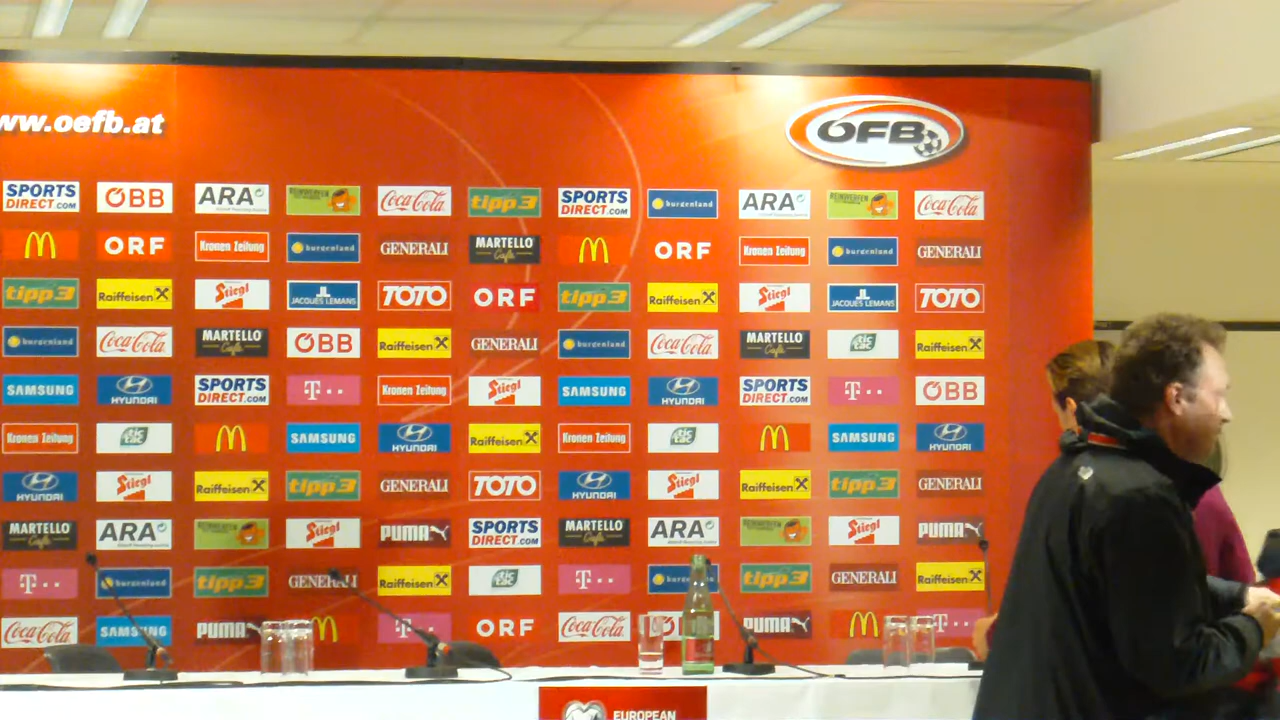 www.oefb.at
ÖFB
SPORTS DIRECT.COM ÖBB ARA Coca-Cola tipp3 SPORTS DIRECT.COM burgenland ARA Coca-Cola
M ORF Kronen Zeitung burgenland GENERALI MARTELLO Cafe M ORF Kronen Zeitung burgenland GENERALI
tipp3 Raiffeisen Stiegl JACQUES LEMANS TOTO ORF tipp3 Raiffeisen Stiegl JACQUES LEMANS TOTO
burgenland Coca-Cola MARTELLO Cafe ÖBB Raiffeisen GENERALI burgenland Coca-Cola MARTELLO Cafe tic tac Raiffeisen
SAMSUNG HYUNDAI SPORTS DIRECT.COM T Kronen Zeitung Stiegl SAMSUNG HYUNDAI SPORTS DIRECT.COM T ÖBB
Kronen Zeitung tic tac M SAMSUNG HYUNDAI Raiffeisen Kronen Zeitung tic tac M SAMSUNG HYUNDAI
HYUNDAI Stiegl Raiffeisen tipp3 GENERALI TOTO HYUNDAI Stiegl Raiffeisen tipp3 GENERALI
MARTELLO Cafe ARA Stiegl PUMA SPORTS DIRECT.COM MARTELLO Cafe ARA Stiegl PUMA
T burgenland tipp3 GENERALI Raiffeisen tic tac T burgenland tipp3 GENERALI Raiffeisen
Coca-Cola SAMSUNG PUMA M T ORF Coca-Cola PUMA M T
EUROPEAN